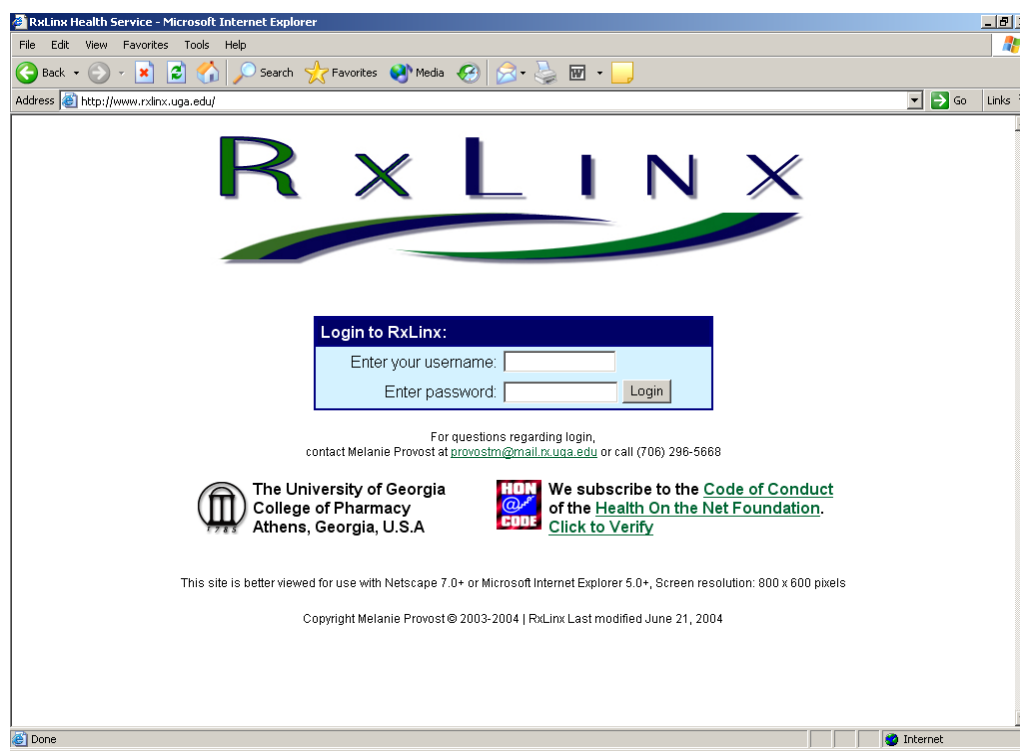 RxLinx Health Service - Microsoft Internet Explorer
File Edit View Favorites Tools Help
Back Search Favorites Media
Address http://www.rxlinx.uga.edu/ Go Links
RxLinx
Login to RxLinx:
Enter your username:
Enter password: Login
For questions regarding login,
contact Melanie Provost at provostm@mail.rx.uga.edu or call (706) 296-5668
The University of Georgia
College of Pharmacy
Athens, Georgia, U.S.A
1785
HON
@
CODE
We subscribe to the Code of Conduct
of the Health On the Net Foundation.
Click to Verify
This site is better viewed for use with Netscape 7.0+ or Microsoft Internet Explorer 5.0+, Screen resolution: 800 x 600 pixels
Copyright Melanie Provost © 2003-2004 | RxLinx Last modified June 21, 2004
Done Internet